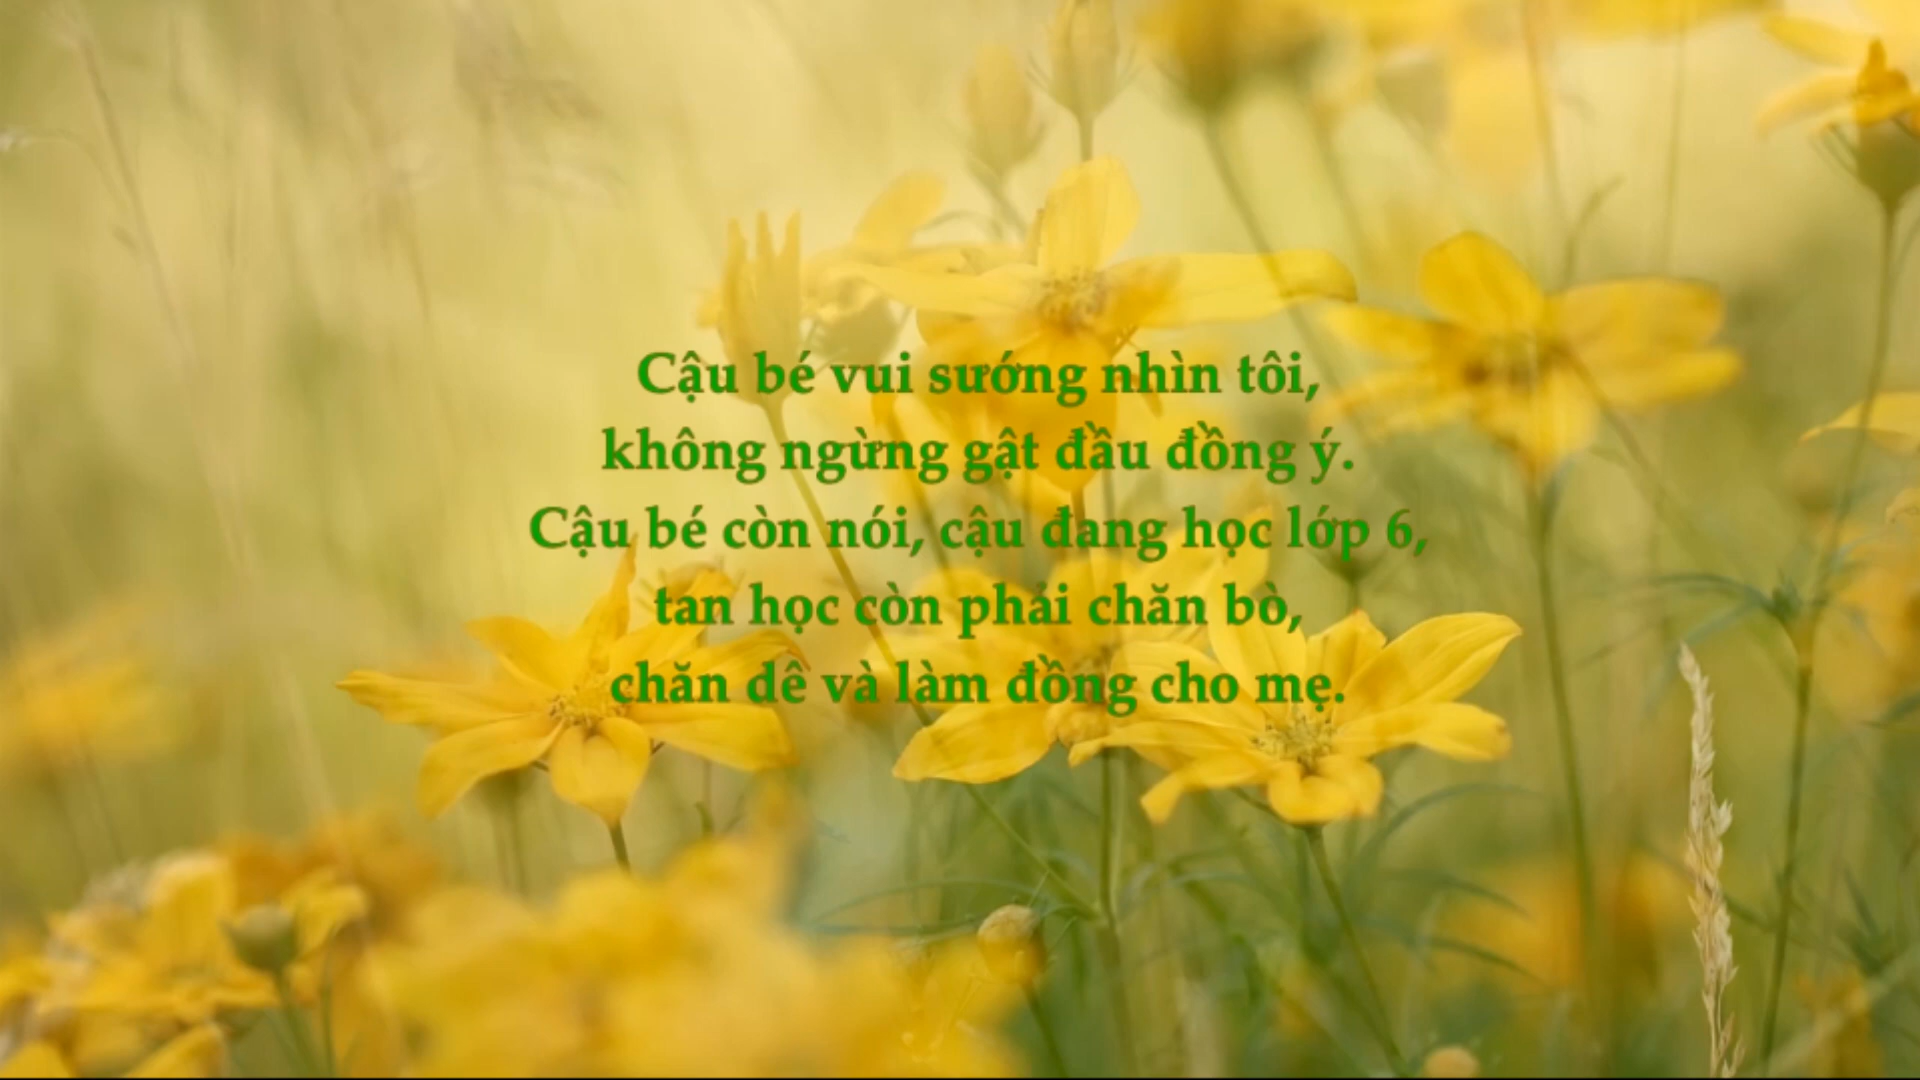 Cậu bé vui sướng nhìn tôi,
không ngừng gật đầu đồng ý.
Cậu bé còn nói, cậu đang học lớp 6,
tan học còn phải chăn bò,
chăn dê và làm đồng cho mẹ.